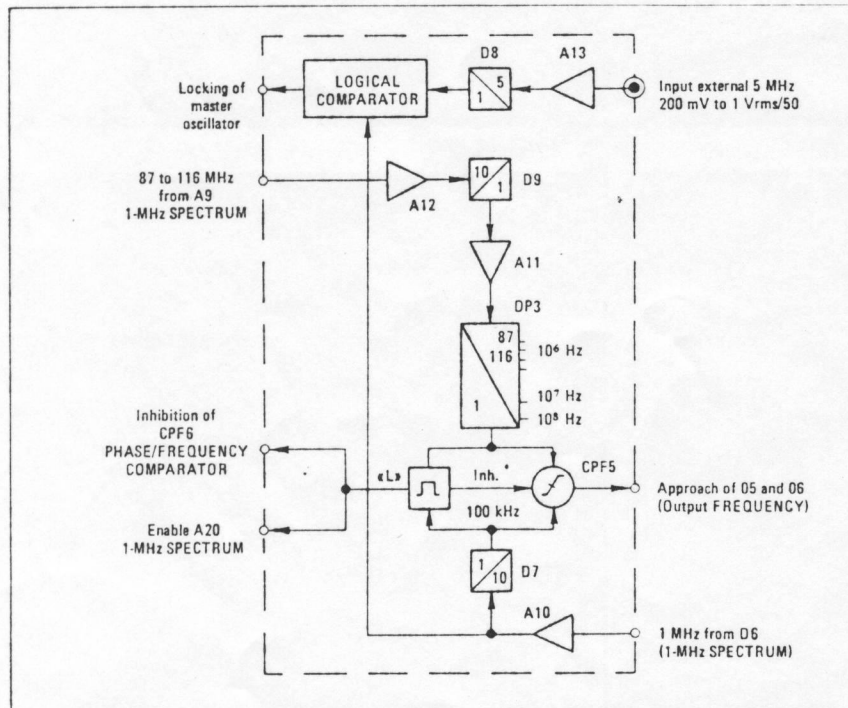 D8
A13
LOGICAL
COMPARATOR
5
1
Locking of
master
oscillator
Input external 5 MHz
200 mV to 1 Vrms/50
87 to 116 MHz
from A9
1-MHz SPECTRUM
A12
10
1
D9
A11
DP3
87
116
10⁶ Hz
10⁷ Hz
10⁸ Hz
1
Inhibition of
CPF6
PHASE/FREQUENCY
COMPARATOR
«L»
Inh.
CPF5
100 kHz
Approach of 05 and 06
(Output FREQUENCY)
Enable A20
1-MHz SPECTRUM
1
10
D7
A10
1 MHz from D6
(1-MHz SPECTRUM)